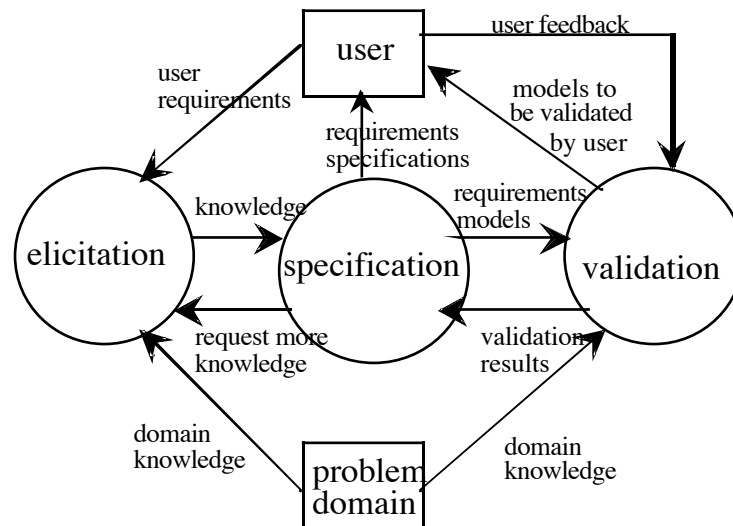 user
user feedback
user
requirements
models to
be validated
by user
requirements
specifications
knowledge
requirements
models
elicitation
specification
validation
request more
knowledge
validation
results
domain
knowledge
problem
domain
domain
knowledge